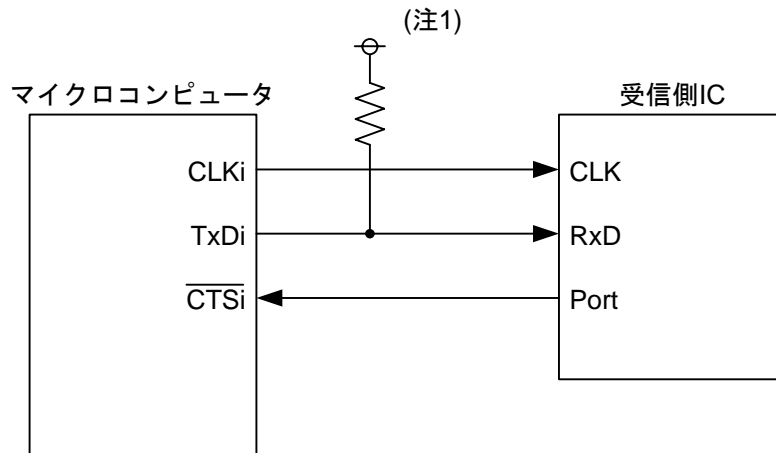 (注1)
マイクロコンピュータ
受信側IC
CLKi
CLK
TxDi
RxD
CTSi
Port